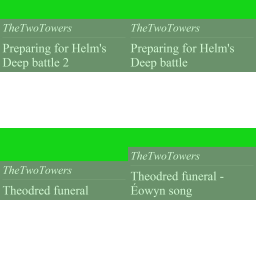 TheTwoTowers
Preparing for Helm's
Deep battle 2
TheTwoTowers
Preparing for Helm's
Deep battle
TheTwoTowers
Theodred funeral
TheTwoTowers
Theodred funeral -
Éowyn song